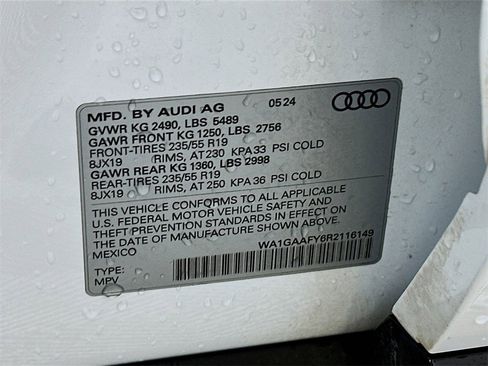 MFD. BY AUDI AG 05 24
GVWR KG 2490, LBS 5489
GAWR FRONT KG 1250, LBS 2756
FRONT-TIRES 235/55 R19
8JX19 RIMS, AT 230 KPA 33 PSI COLD
GAWR REAR KG 1360, LBS 2998
REAR-TIRES 235/55 R19
8JX19 RIMS, AT 250 KPA 36 PSI COLD
THIS VEHICLE CONFORMS TO ALL APPLICABLE
U.S. FEDERAL MOTOR VEHICLE SAFETY AND
THEFT PREVENTION STANDARDS IN EFFECT ON
THE DATE OF MANUFACTURE SHOWN ABOVE.
MEXICO
WA1GAAFY6R2116149
TYPE:
MPV